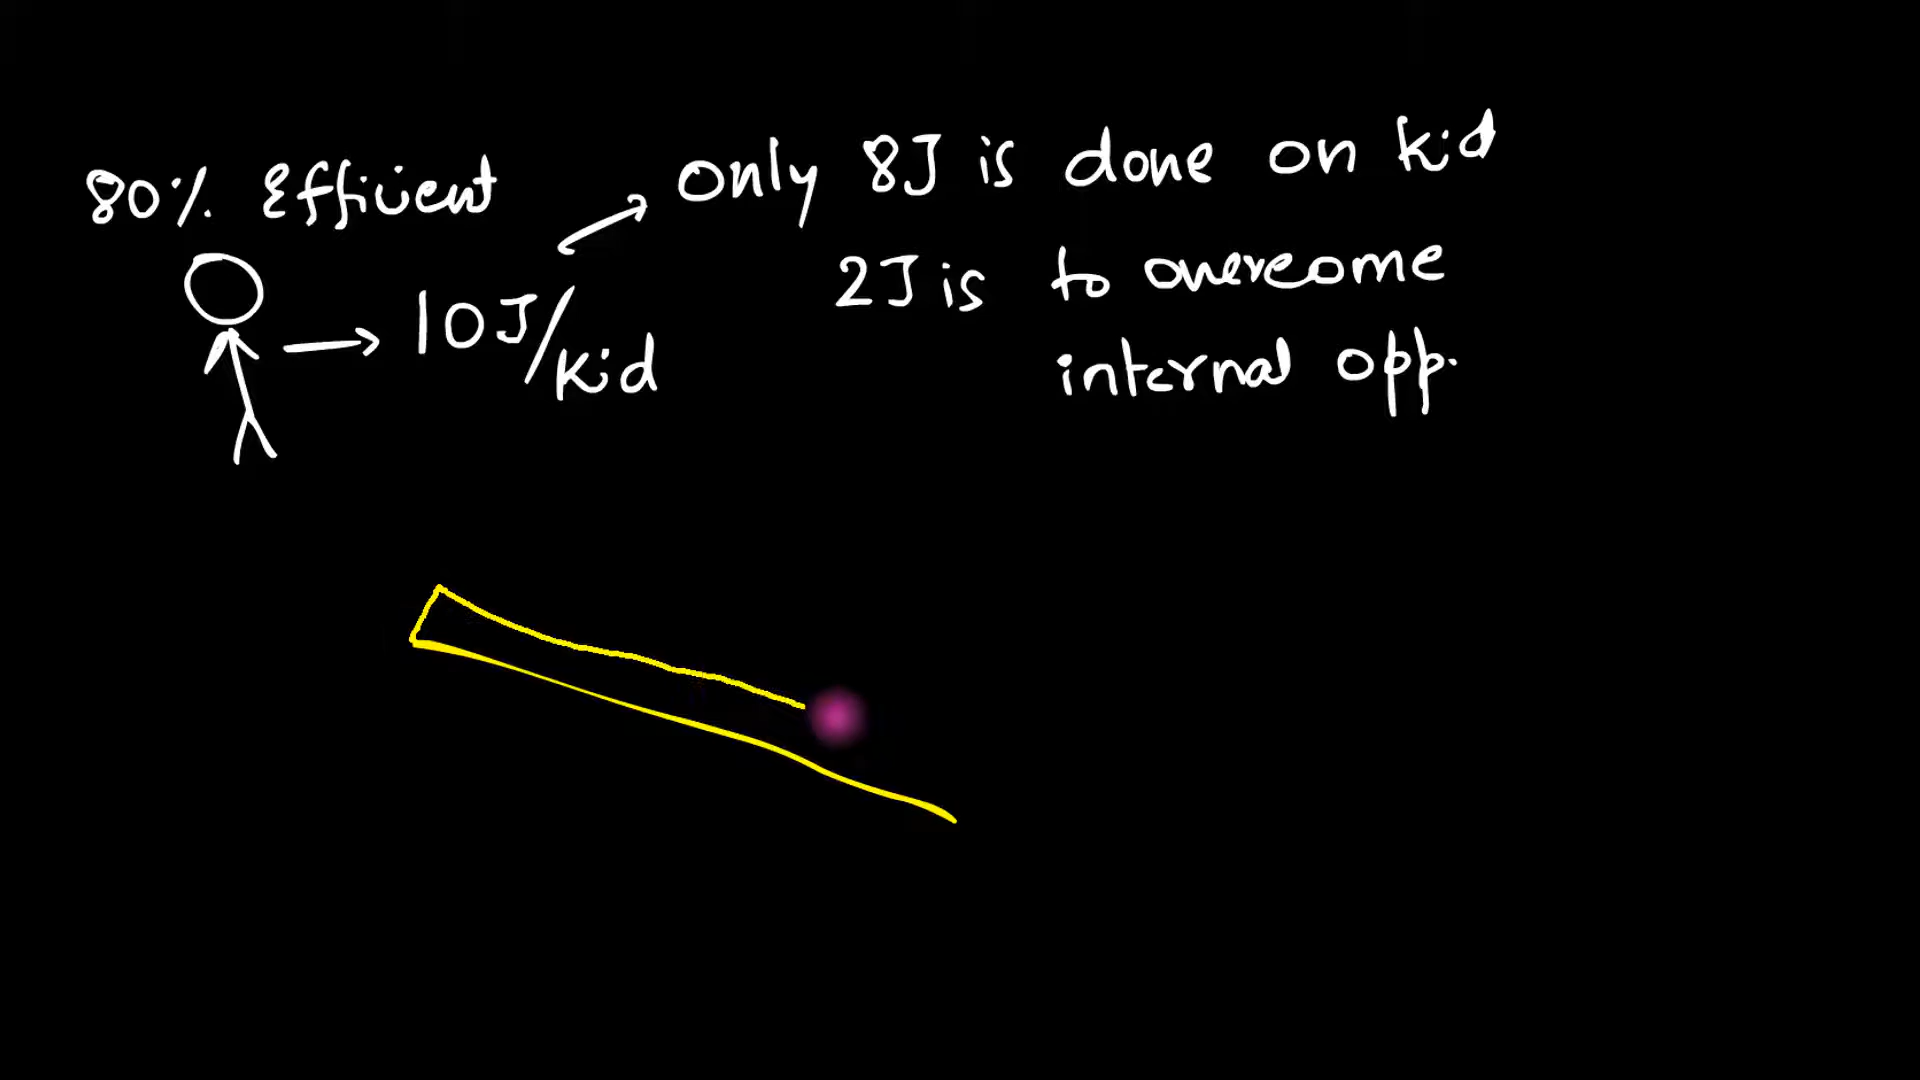 80% Efficient
10J/kid
only 8J is done on kid
2J is to overcome
internal opp.